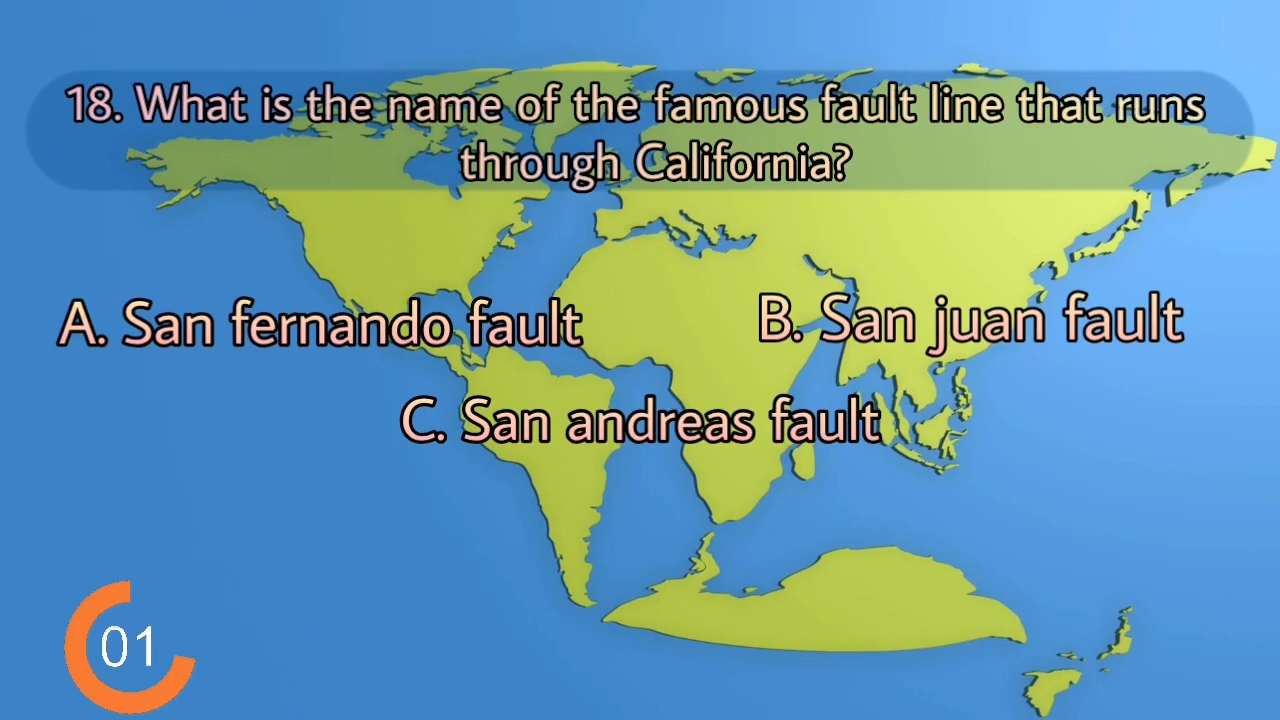 18. What is the name of the famous fault line that runs
through California?
A. San fernando fault
B. San juan fault
C. San andreas fault
01